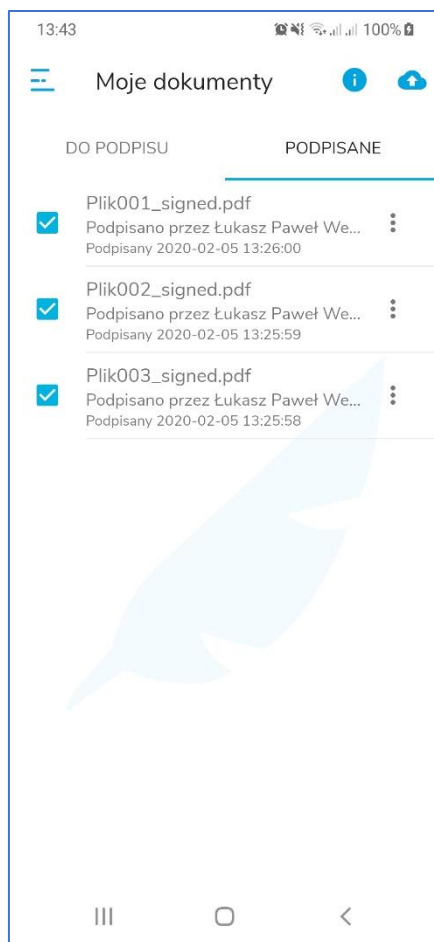 13:43 100%
Moje dokumenty
DO PODPISU PODPISANE
Plik001_signed.pdf
Podpisano przez Łukasz Paweł We...
Podpisany 2020-02-05 13:26:00
Plik002_signed.pdf
Podpisano przez Łukasz Paweł We...
Podpisany 2020-02-05 13:25:59
Plik003_signed.pdf
Podpisano przez Łukasz Paweł We...
Podpisany 2020-02-05 13:25:58